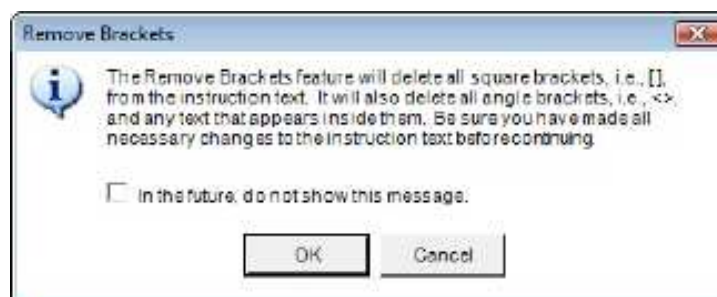 Remove Brackets
The Remove Brackets feature will delete all square brackets, i.e., [],
from the instruction text. It will also delete all angle brackets, i.e., <>,
and any text that appears inside them. Be sure you have made all
necessary changes to the instruction text before continuing.
In the future, do not show this message.
OK
Cancel